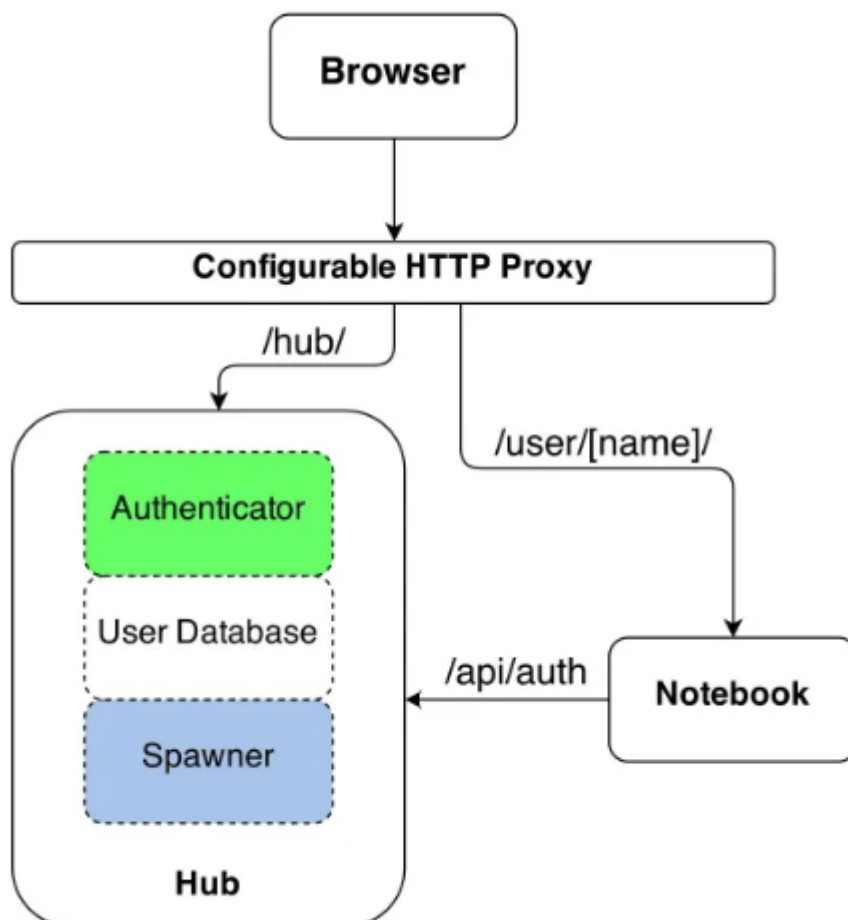 Browser
Configurable HTTP Proxy
/hub/
/user/[name]/
Authenticator
User Database
/api/auth
Notebook
Spawner
Hub